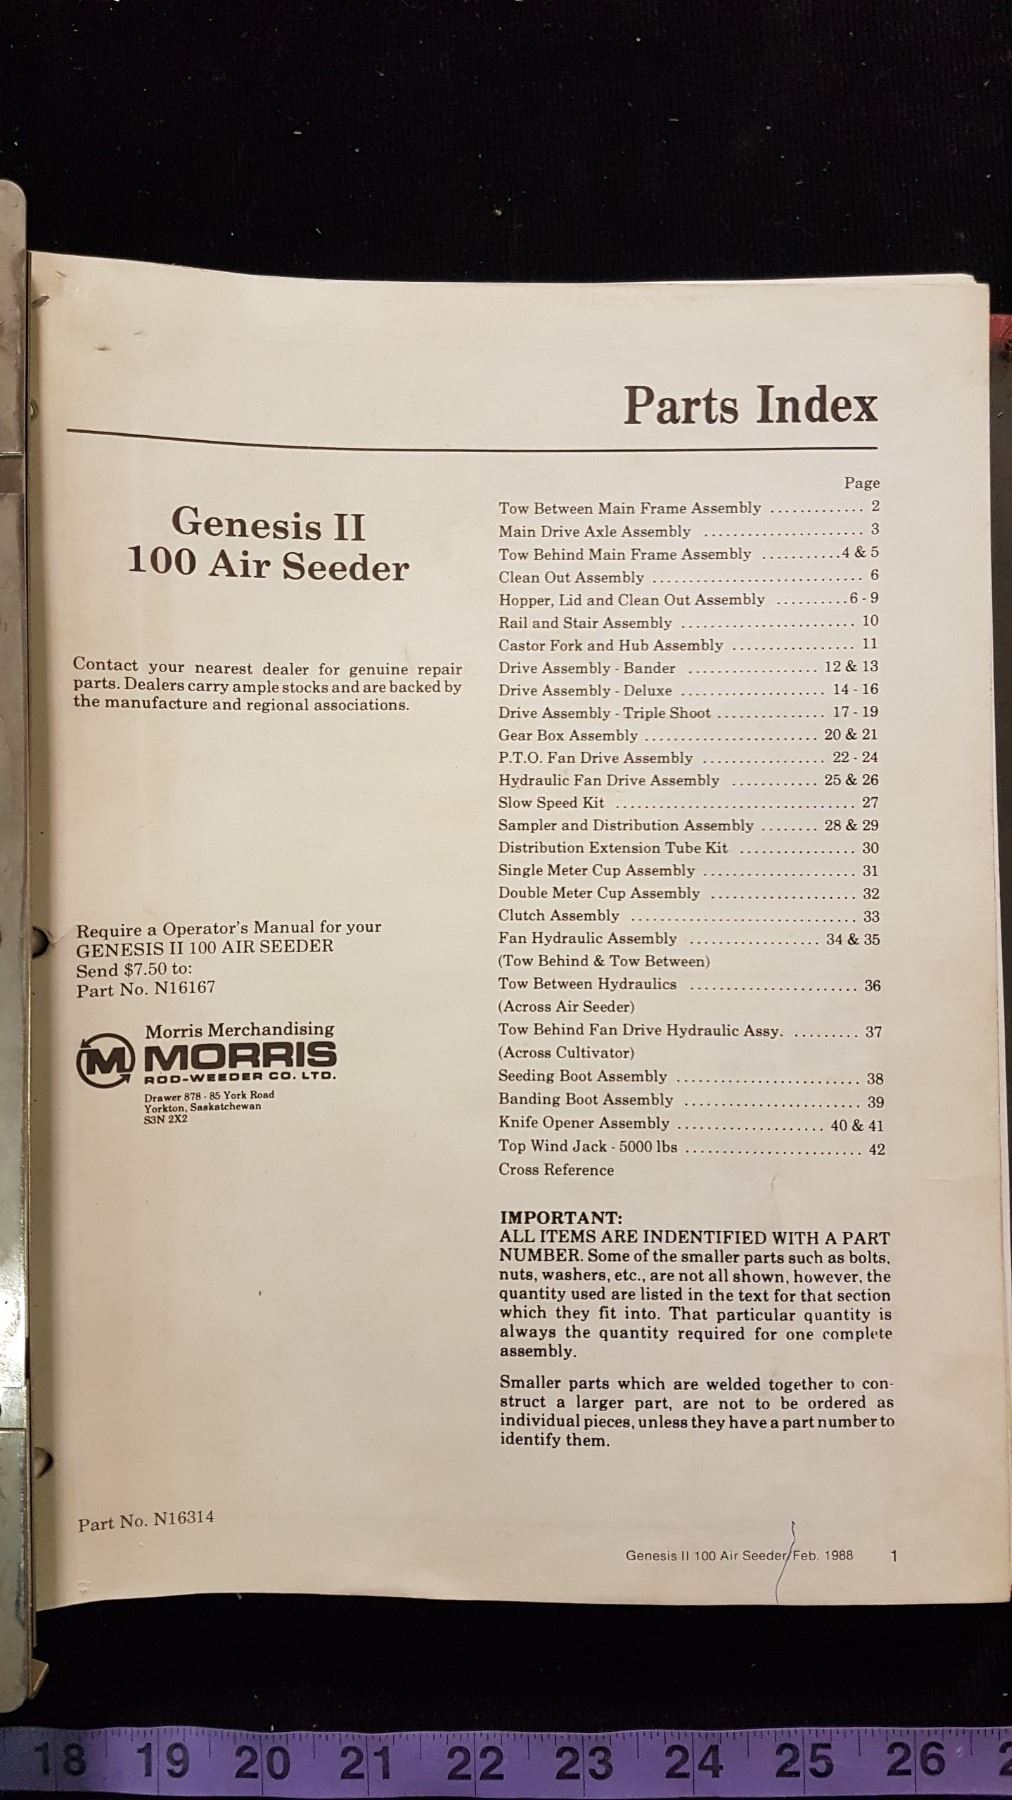 Parts Index
Genesis II
100 Air Seeder
Contact your nearest dealer for genuine repair
parts. Dealers carry ample stocks and are backed by
the manufacture and regional associations.
Require a Operator's Manual for your
GENESIS II 100 AIR SEEDER
Send $7.50 to:
Part No. N16167
Morris Merchandising
M MORRIS
ROD-WEEDER CO. LTD.
Drawer 878 - 85 York Road
Yorkton, Saskatchewan
S3N 2X2
Part No. N16314
Page
Tow Between Main Frame Assembly ............. 2
Main Drive Axle Assembly ...................... 3
Tow Behind Main Frame Assembly ...........4 & 5
Clean Out Assembly ............................. 6
Hopper, Lid and Clean Out Assembly ..........6 - 9
Rail and Stair Assembly ........................ 10
Castor Fork and Hub Assembly ................. 11
Drive Assembly - Bander .................. 12 & 13
Drive Assembly - Deluxe .................... 14 - 16
Drive Assembly - Triple Shoot ............... 17 - 19
Gear Box Assembly ........................ 20 & 21
P.T.O. Fan Drive Assembly ................. 22 - 24
Hydraulic Fan Drive Assembly ............ 25 & 26
Slow Speed Kit ................................. 27
Sampler and Distribution Assembly ........ 28 & 29
Distribution Extension Tube Kit ................ 30
Single Meter Cup Assembly ..................... 31
Double Meter Cup Assembly .................... 32
Clutch Assembly ............................... 33
Fan Hydraulic Assembly .................. 34 & 35
(Tow Behind & Tow Between)
Tow Between Hydraulics ....................... 36
(Across Air Seeder)
Tow Behind Fan Drive Hydraulic Assy. ......... 37
(Across Cultivator)
Seeding Boot Assembly ......................... 38
Banding Boot Assembly ........................ 39
Knife Opener Assembly .................... 40 & 41
Top Wind Jack - 5000 lbs ........................ 42
Cross Reference
IMPORTANT:
ALL ITEMS ARE INDENTIFIED WITH A PART
NUMBER. Some of the smaller parts such as bolts,
nuts, washers, etc., are not all shown, however, the
quantity used are listed in the text for that section
which they fit into. That particular quantity is
always the quantity required for one complete
assembly.
Smaller parts which are welded together to con-
struct a larger part, are not to be ordered as
individual pieces, unless they have a part number to
identify them.
Genesis II 100 Air Seeder/Feb. 1988 1
18 19 20 21 22 23 24 25 26 2